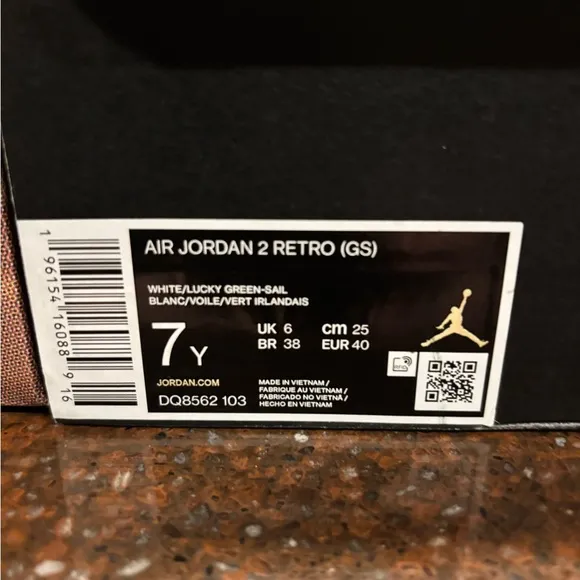 AIR JORDAN 2 RETRO (GS)
WHITE/LUCKY GREEN-SAIL
BLANC/VOILE/VERT IRLANDAIS
7 Y
UK 6 cm 25
BR 38 EUR 40
JORDAN.COM
DQ8562 103
MADE IN VIETNAM /
FABRIQUE AU VIETNAM /
FABRICADO NO VIETNÃ /
HECHO EN VIETNAM
RFID
1 96154 16088 9 16